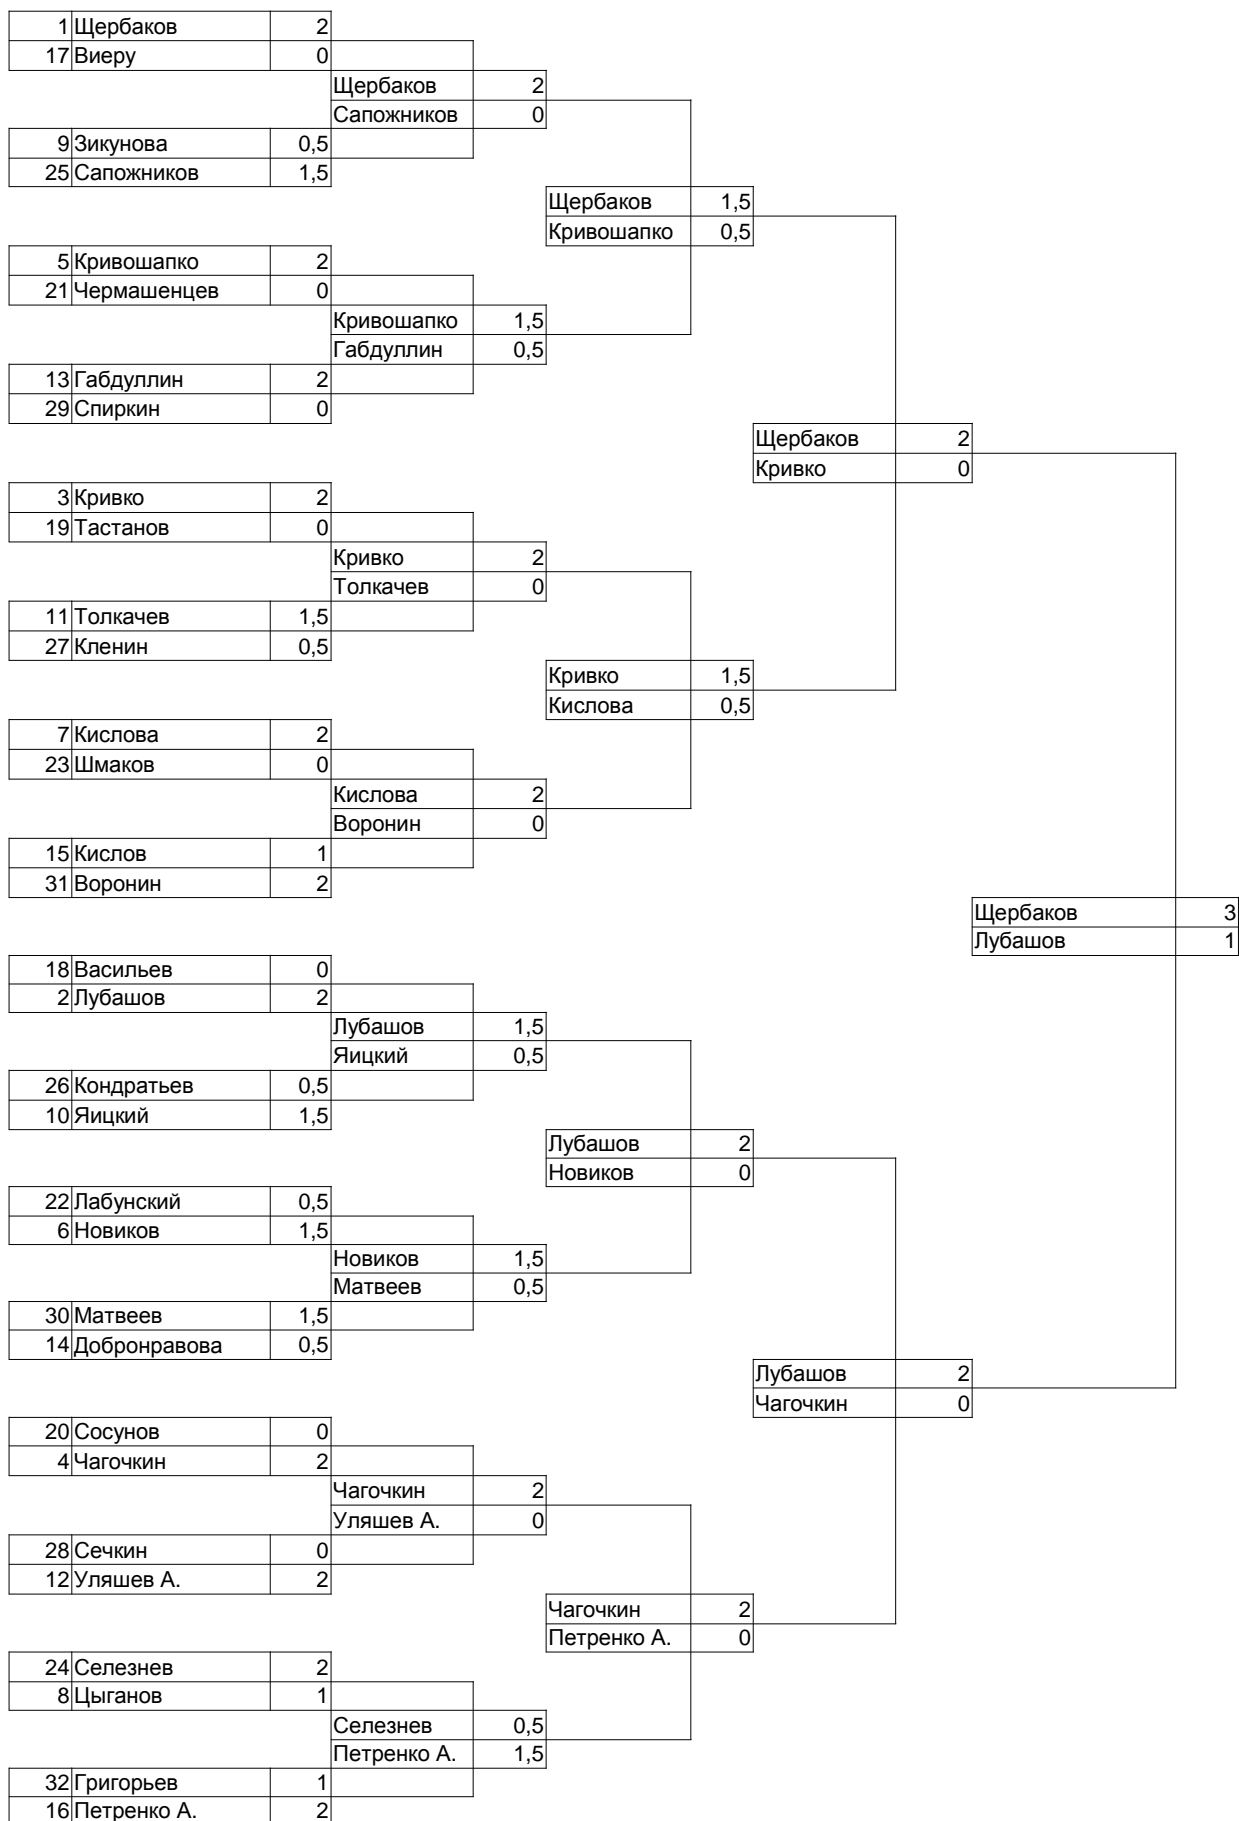 1 Щербаков 2
17 Виеру 0
Щербаков 2
Сапожников 0
9 Зикунова 0,5
25 Сапожников 1,5
Щербаков 1,5
Кривошапко 0,5
5 Кривошапко 2
21 Чермашенцев 0
Кривошапко 1,5
Габдуллин 0,5
13 Габдуллин 2
29 Спиркин 0
Щербаков 2
Кривко 0
3 Кривко 2
19 Тастанов 0
Кривко 2
Толкачев 0
11 Толкачев 1,5
27 Кленин 0,5
Кривко 1,5
Кислова 0,5
7 Кислова 2
23 Шмаков 0
Кислова 2
Воронин 0
15 Кислов 1
31 Воронин 2
Щербаков 3
Лубашов 1
18 Васильев 0
2 Лубашов 2
Лубашов 1,5
Яицкий 0,5
26 Кондратьев 0,5
10 Яицкий 1,5
Лубашов 2
Новиков 0
22 Лабунский 0,5
6 Новиков 1,5
Новиков 1,5
Матвеев 0,5
30 Матвеев 1,5
14 Добронравова 0,5
Лубашов 2
Чагочкин 0
20 Сосунов 0
4 Чагочкин 2
Чагочкин 2
Уляшев А. 0
28 Сечкин 0
12 Уляшев А. 2
Чагочкин 2
Петренко А. 0
24 Селезнев 2
8 Цыганов 1
Селезнев 0,5
Петренко А. 1,5
32 Григорьев 1
16 Петренко А. 2